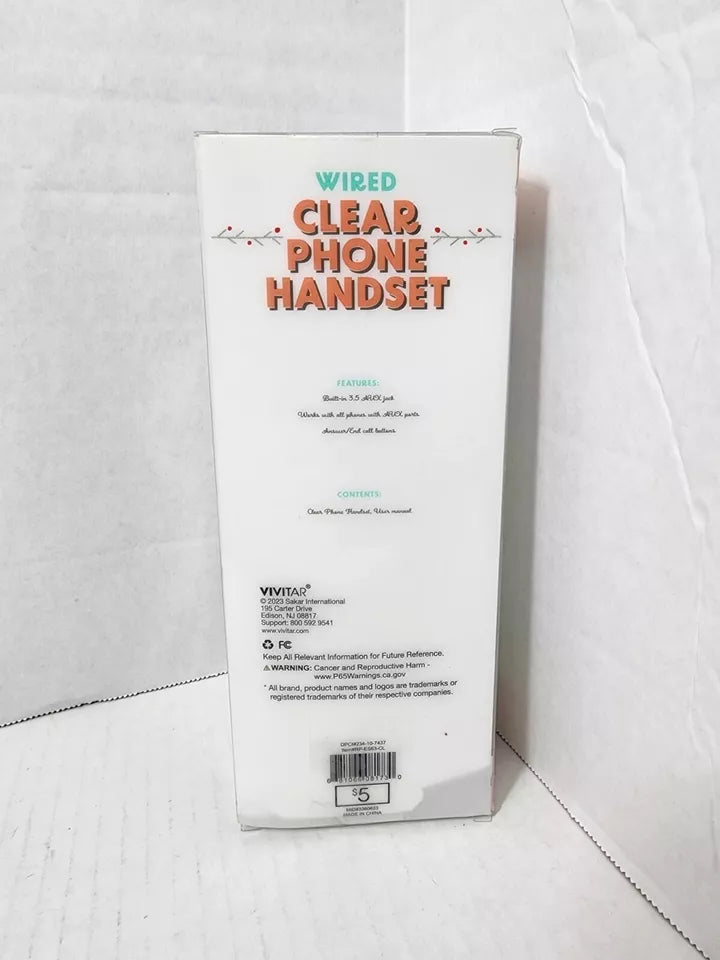 WIRED
CLEAR
PHONE
HANDSET
FEATURES:
Built-in 3.5 AUX jack
Works with all phones with AUX ports
Answer/End call buttons
CONTENTS:
Clear Phone Handset, User manual
VIVITAR®
© 2023 Sakar International
195 Carter Drive
Edison, NJ 08817
Support: 800 592 9541
www.vivitar.com
FC
Keep All Relevant Information for Future Reference.
WARNING: Cancer and Reproductive Harm -
www.P65Warnings.ca.gov
* All brand, product names and logos are trademarks or
registered trademarks of their respective companies.
$5
MADE IN CHINA